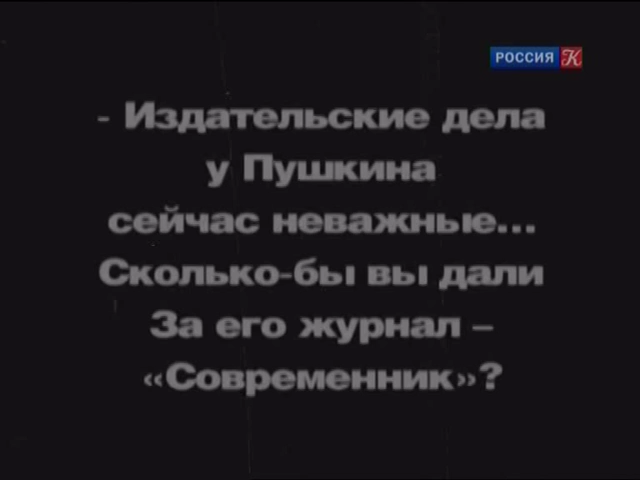 РОССИЯ К
- Издательские дела
у Пушкина
сейчас неважные...
Сколько-бы вы дали
За его журнал –
«Современник»?